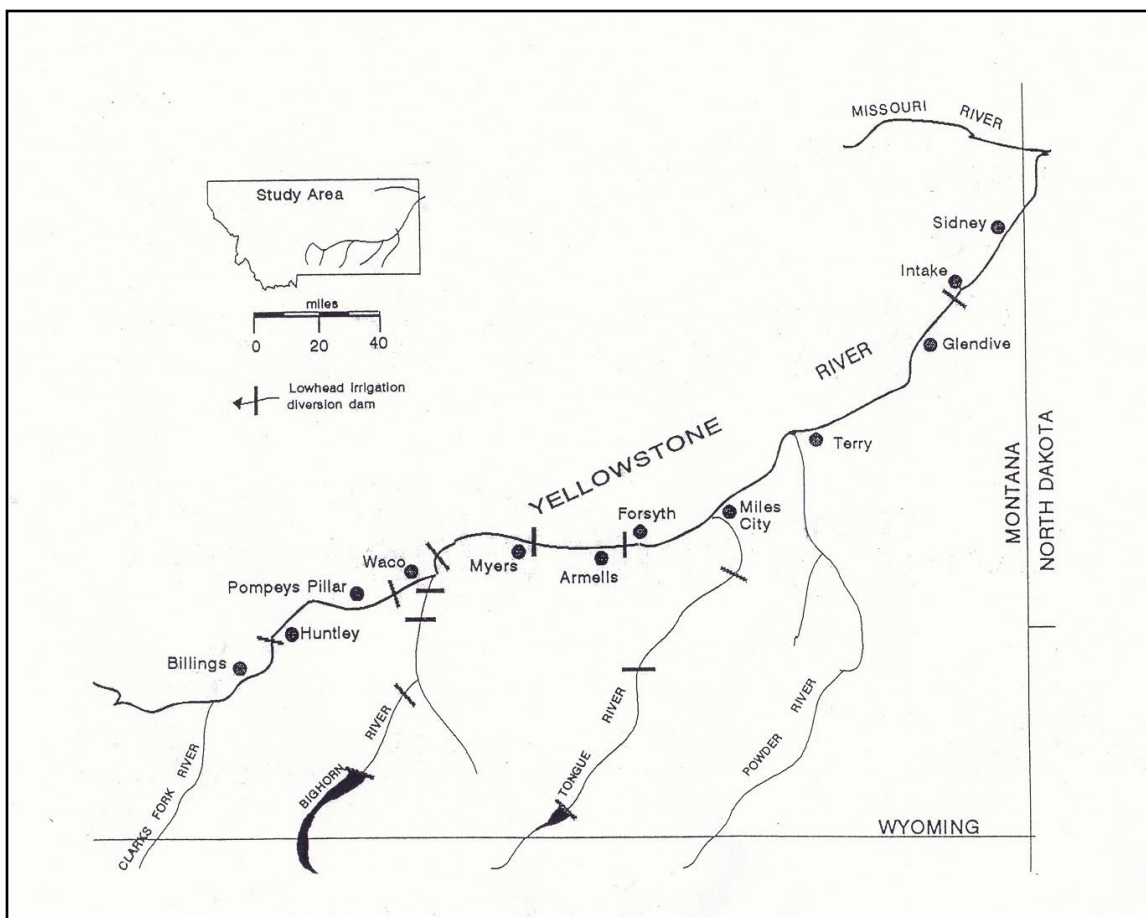 MISSOURI RIVER
Study Area
Sidney
miles
Intake
0 20 40
Glendive
RIVER
Lowhead Irrigation
diversion dam
YELLOWSTONE
Terry
MONTANA
NORTH DAKOTA
Forsyth
Miles
City
Waco
Myers
Armells
Pompeys Pillar
Huntley
Billings
CLARKS FORK RIVER
BIGHORN RIVER
TONGUE RIVER
POWDER RIVER
WYOMING